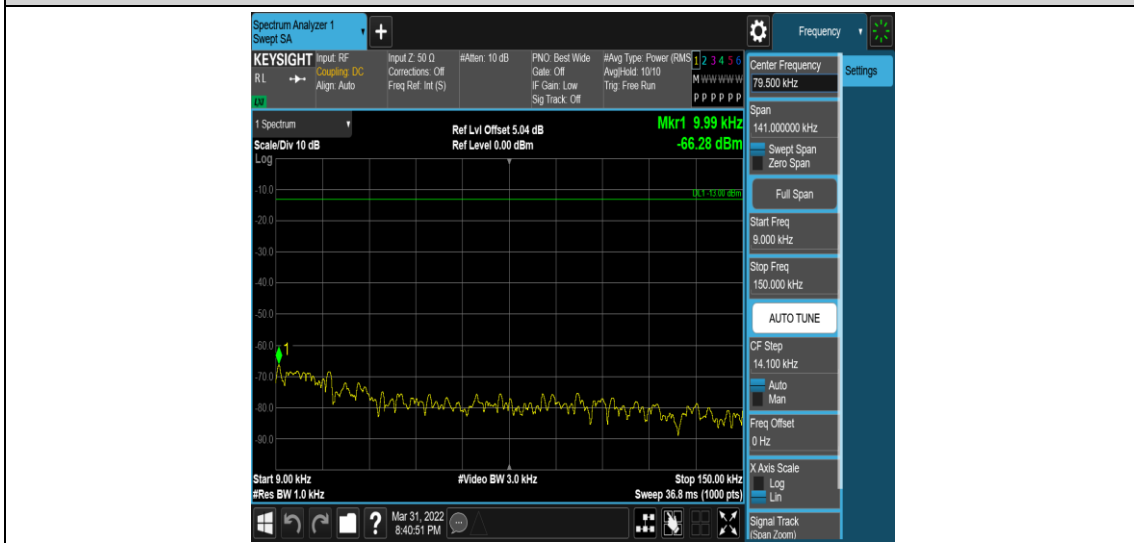 Spectrum Analyzer 1
Swept SA
+
Frequency
KEYSIGHT
RL
LXI
Input: RF
Coupling: DC
Align: Auto
Input Z: 50 Ω
Corrections: Off
Freq Ref: Int (S)
#Atten: 10 dB
PNO: Best Wide
Gate: Off
IF Gain: Low
Sig Track: Off
#Avg Type: Power (RMS
Avg|Hold: 10/10
Trig: Free Run
1 2 3 4 5 6
M W W W W W
P P P P P P
Center Frequency
79.500 kHz
Settings
1 Spectrum
Scale/Div 10 dB
Ref Lvl Offset 5.04 dB
Ref Level 0.00 dBm
Mkr1 9.99 kHz
-66.28 dBm
Log
-10.0
-20.0
-30.0
-40.0
-50.0
-60.0
-70.0
-80.0
-90.0
DL1 -13.00 dBm
1
Start 9.00 kHz
#Res BW 1.0 kHz
#Video BW 3.0 kHz
Stop 150.00 kHz
Sweep 36.8 ms (1000 pts)
Span
141.000000 kHz
Swept Span
Zero Span
Full Span
Start Freq
9.000 kHz
Stop Freq
150.000 kHz
AUTO TUNE
CF Step
14.100 kHz
Auto
Man
Freq Offset
0 Hz
X Axis Scale
Log
Lin
Signal Track
(Span Zoom)
?
Mar 31, 2022
8:40:51 PM